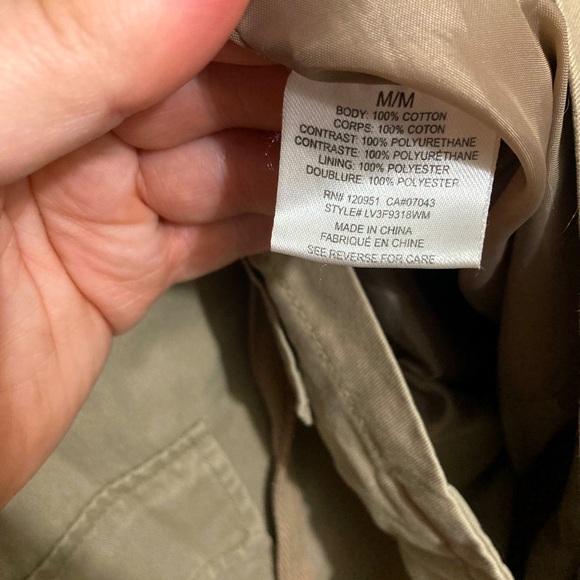 M/M
BODY: 100% COTTON
CORPS: 100% COTON
CONTRAST: 100% POLYURETHANE
CONTRASTE: 100% POLYURÉTHANE
LINING: 100% POLYESTER
DOUBLURE: 100% POLYESTER
RN# 120951 CA#07043
STYLE# LV3F9318WM
MADE IN CHINA
FABRIQUÉ EN CHINE
SEE REVERSE FOR CARE